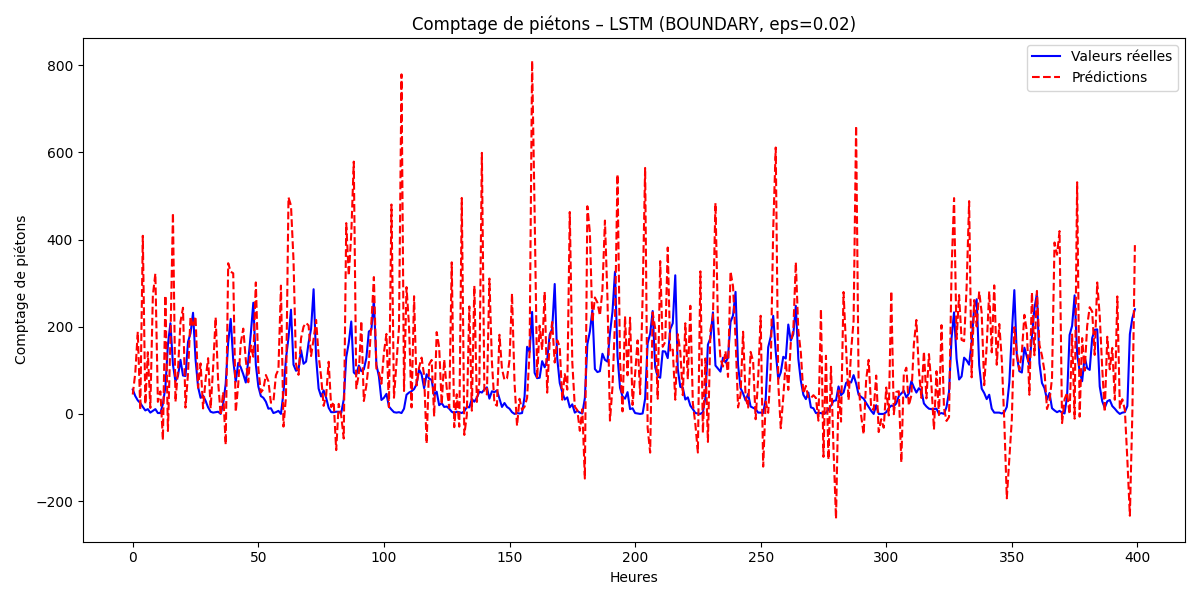 Comptage de piétons – LSTM (BOUNDARY, eps=0.02)
Valeurs réelles
Prédictions
Comptage de piétons
800
600
400
200
0
−200
0 50 100 150 200 250 300 350 400
Heures